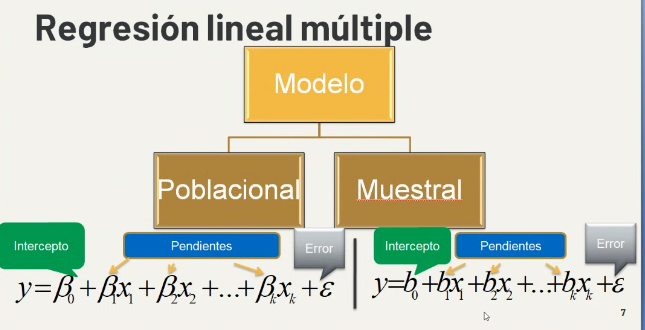 Regresión lineal múltiple
Modelo
Poblacional
Muestral
Intercepto
Pendientes
Error
y=β₀+β₁x₁+β₂x₂+...+βₖxₖ+ε
Intercepto
Pendientes
Error
y=b₀+b₁x₁+b₂x₂+...+bₖxₖ+ε
7